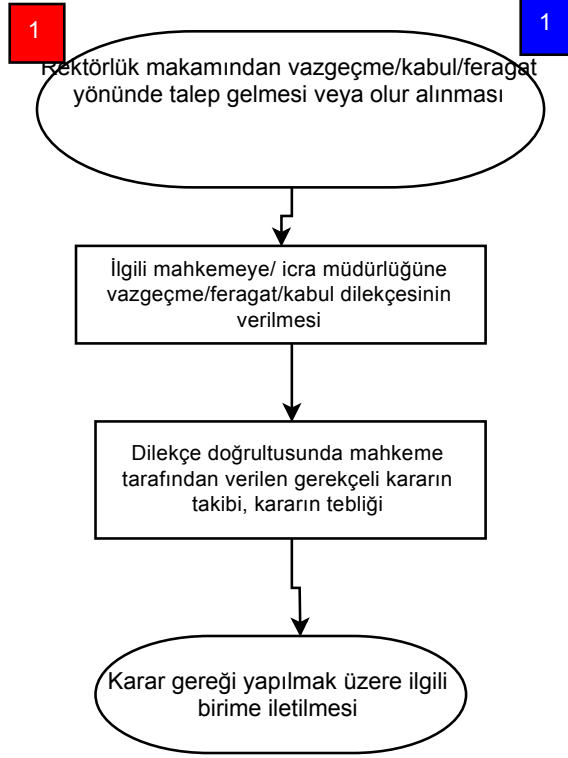 1
1
Rektörlük makamından vazgeçme/kabul/feragat
yönünde talep gelmesi veya olur alınması
İlgili mahkemeye/ icra müdürlüğüne
vazgeçme/feragat/kabul dilekçesinin
verilmesi
Dilekçe doğrultusunda mahkeme
tarafından verilen gerekçeli kararın
takibi, kararın tebliği
Karar gereği yapılmak üzere ilgili
birime iletilmesi